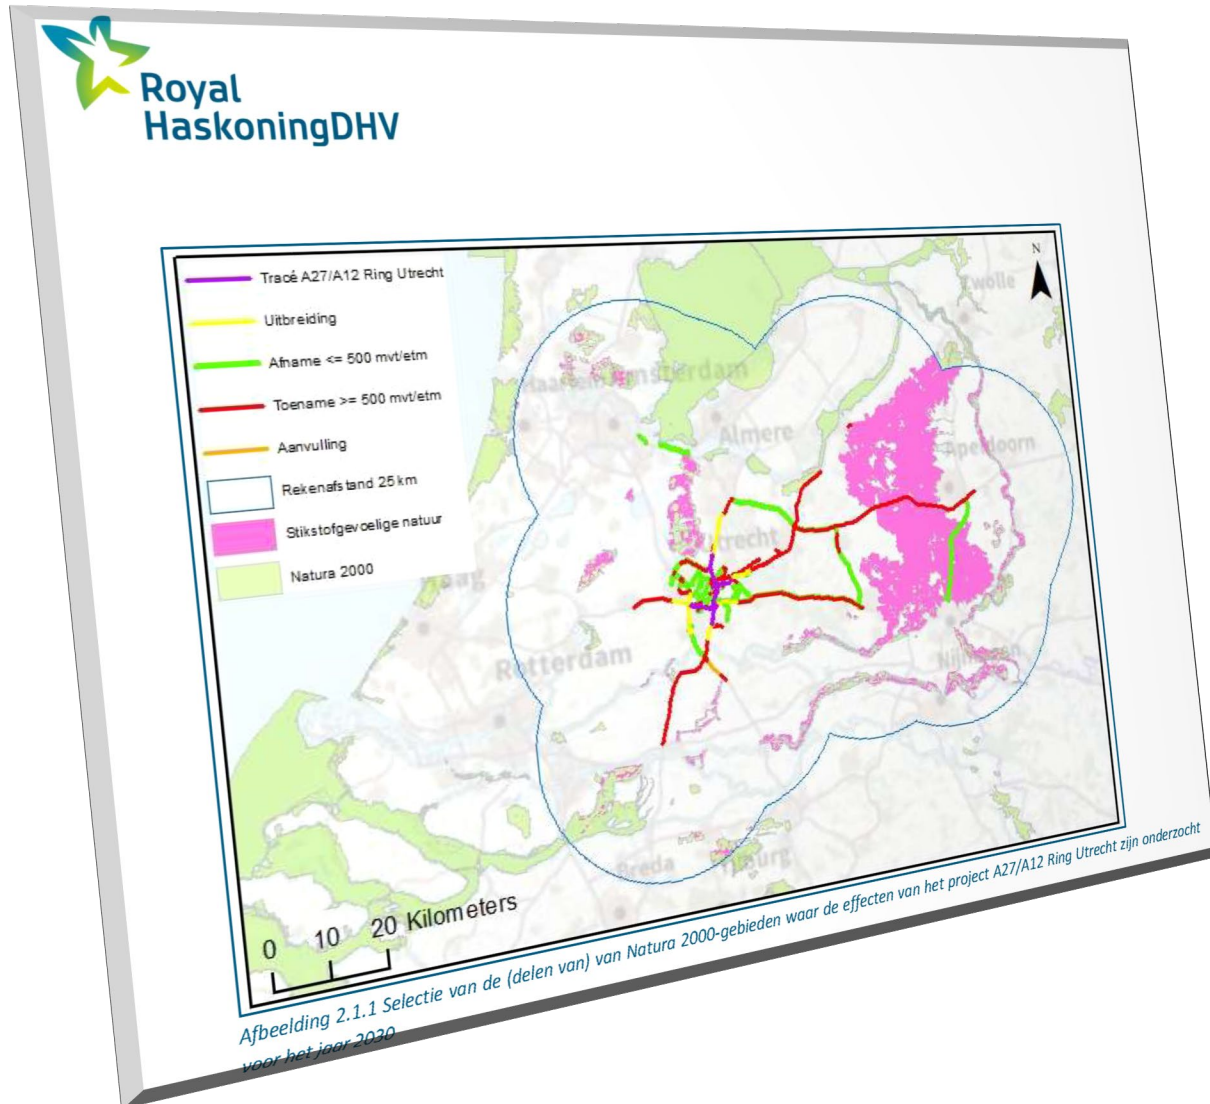 Royal
HaskoningDHV
Tracé A27/A12 Ring Utrecht
Uitbreiding
Afname <= 500 mvt/etm
Toename >= 500 mvt/etm
Aanvulling
Rekenafstand 25 km
Stikstofgevoelige natuur
Natura 2000
N
Zwolle
Haarlem
Amsterdam
Almere
Apeldoorn
Utrecht
Haag
Rotterdam
Nijmegen
Breda
Tilburg
0 10 20 Kilometers
Afbeelding 2.1.1 Selectie van de (delen van) van Natura 2000-gebieden waar de effecten van het project A27/A12 Ring Utrecht zijn onderzocht
voor het jaar 2030